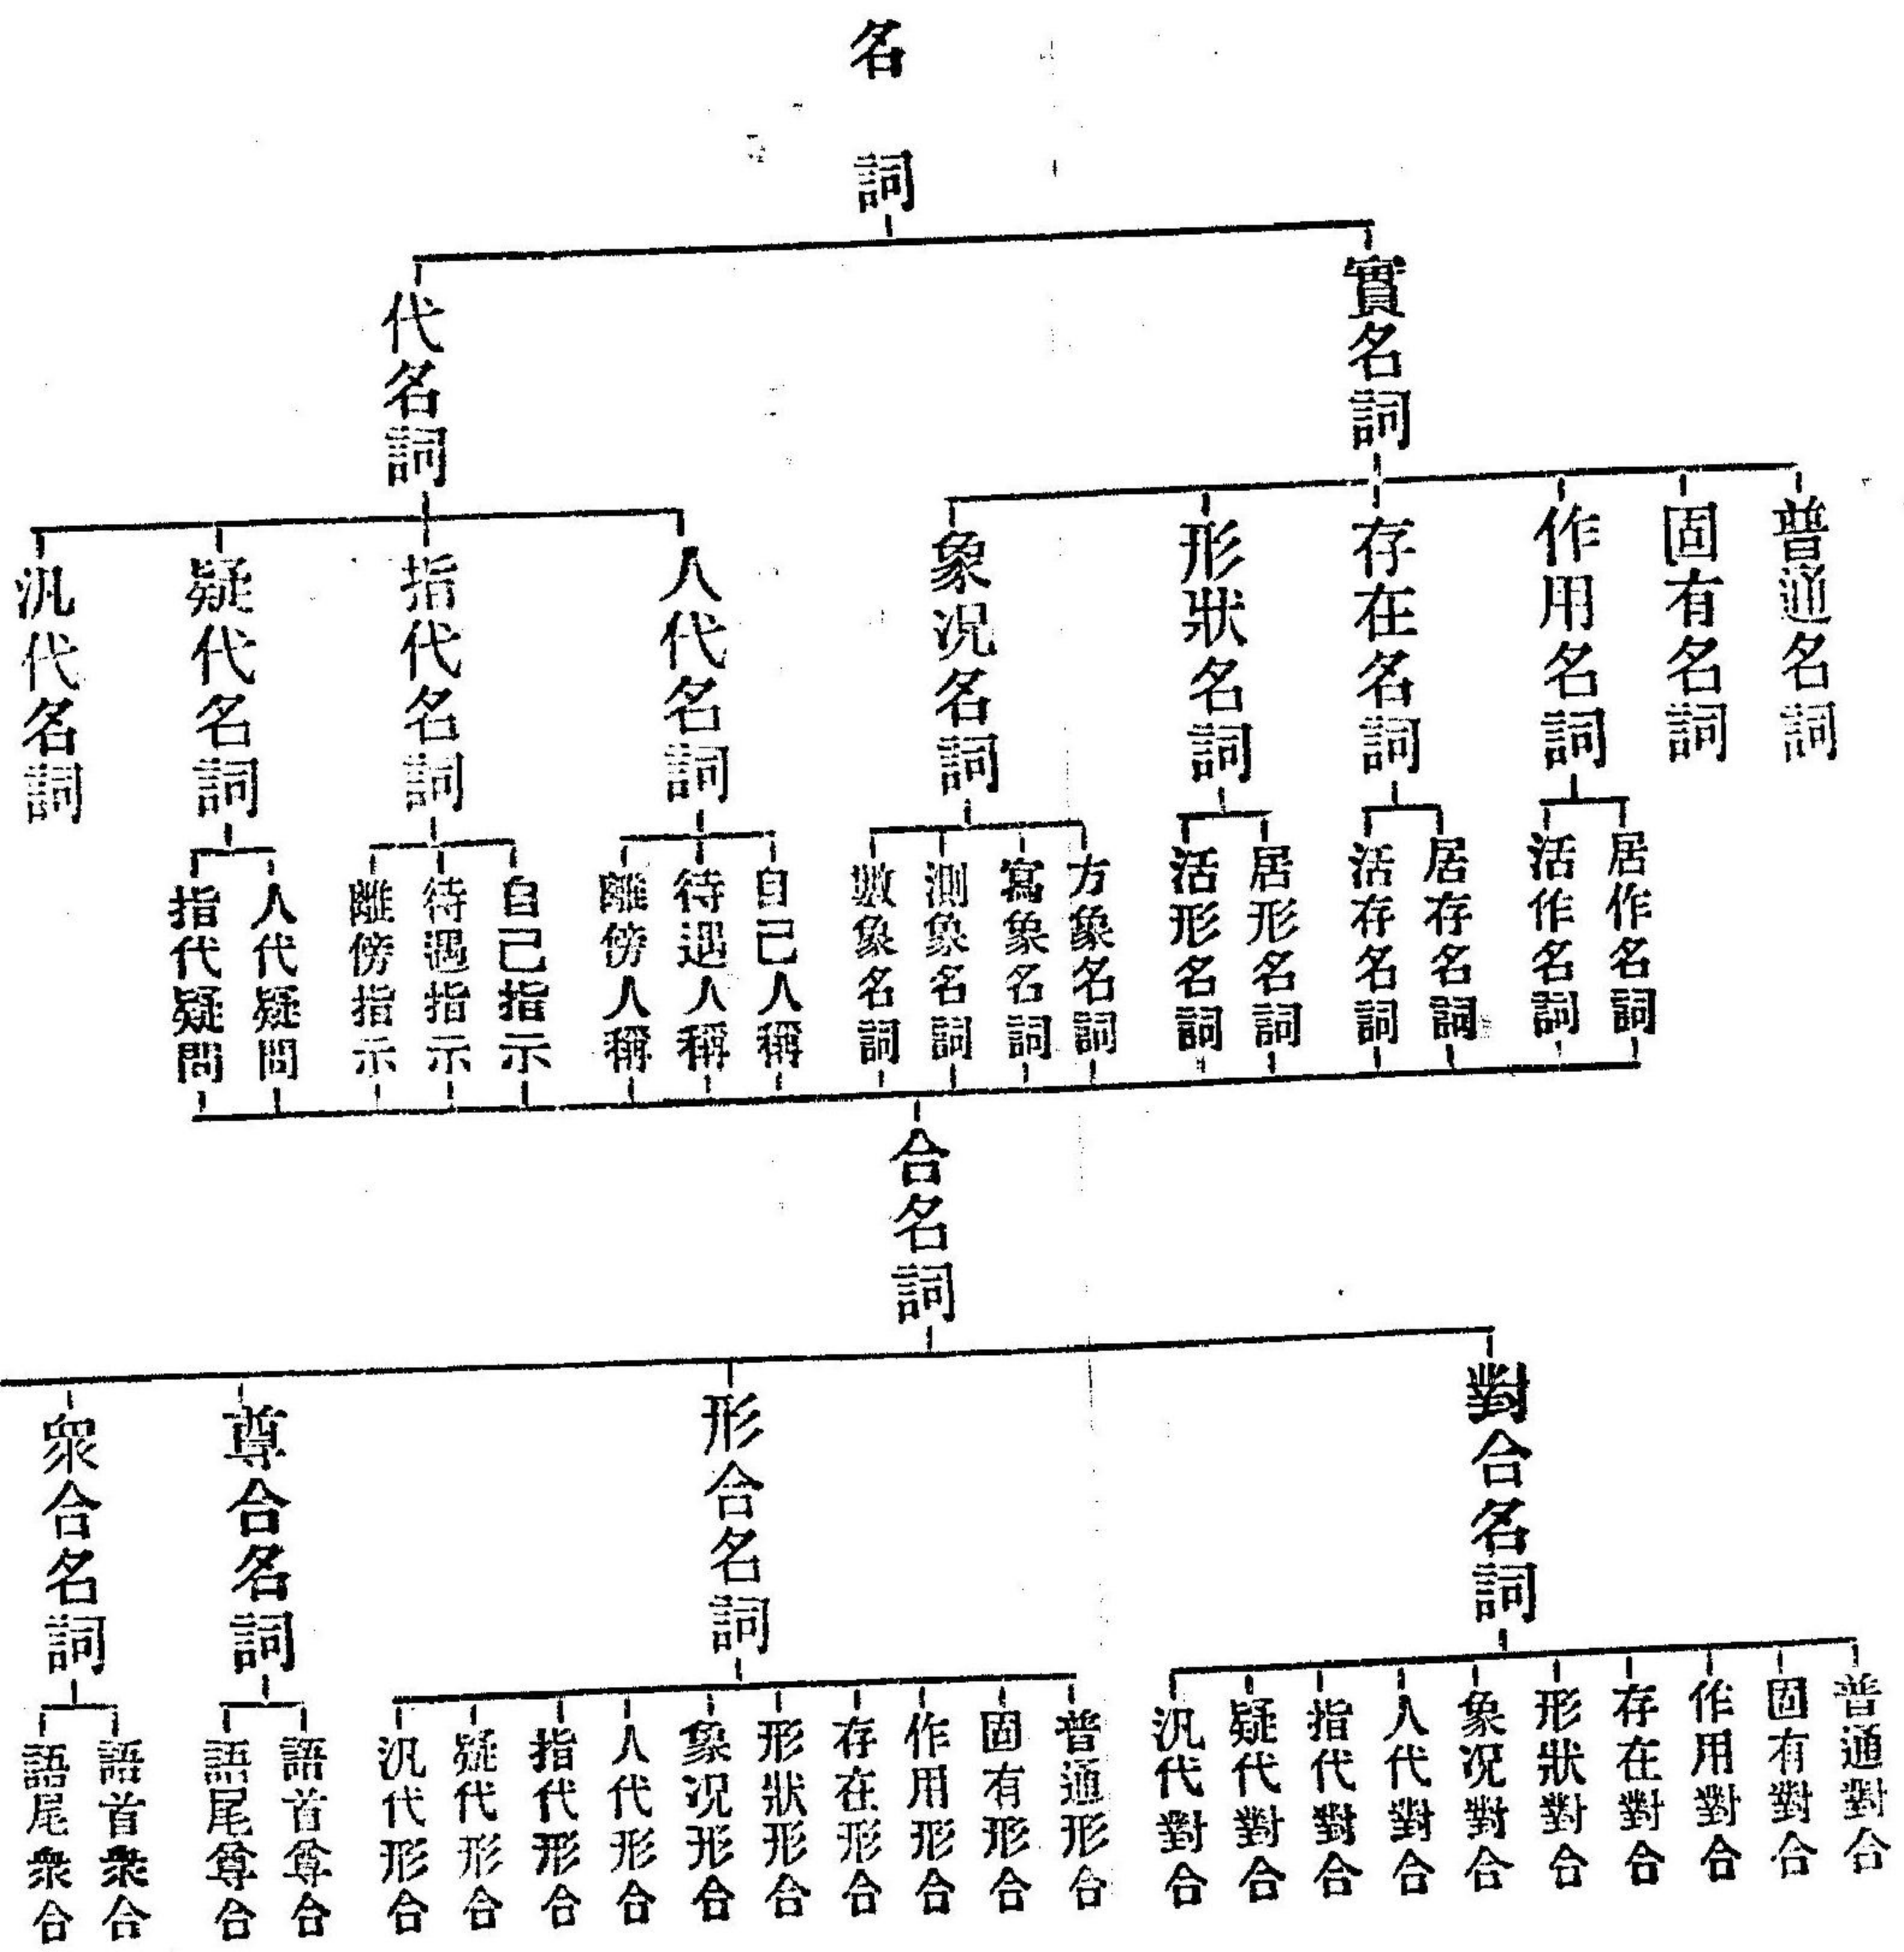 名詞
實名詞
代名詞
普通名詞
固有名詞
作用名詞
存在名詞
形狀名詞
象况名詞
人代名詞
指代名詞
疑代名詞
汎代名詞
居作名詞
活作名詞
居存名詞
活存名詞
居形名詞
活形名詞
方象名詞
寫象名詞
測象名詞
數象名詞
自己人稱
待遇人稱
離傍人稱
自己指示
待遇指示
離傍指示
人代疑問
指代疑問
合名詞
對合名詞
形合名詞
尊合名詞
衆合名詞
普通對合
固有對合
作用對合
存在對合
形狀對合
象况對合
人代對合
指代對合
疑代對合
汎代對合
普通形合
固有形合
作用形合
存在形合
形狀形合
象况形合
人代形合
指代形合
疑代形合
汎代形合
語首尊合
語尾尊合
語首衆合
語尾衆合